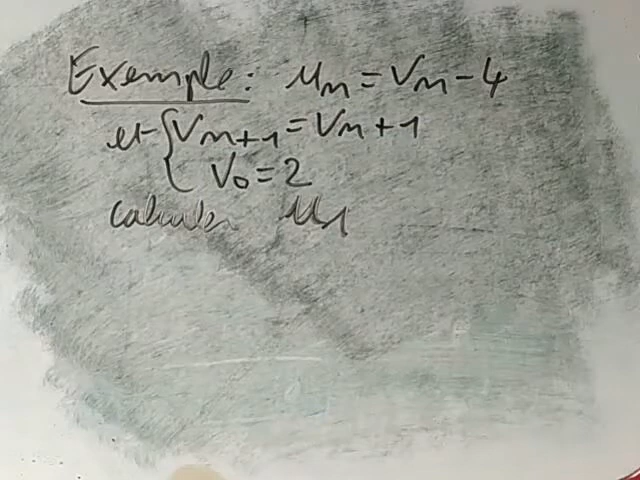 Exemple: un = Vn - 4
et { Vn+1 = Vn + 1
V0 = 2
calculer u1